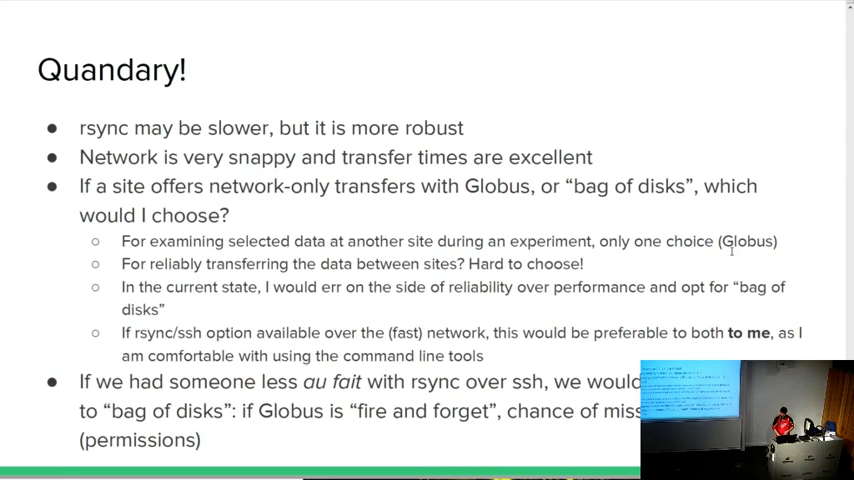 Quandary!
● rsync may be slower, but it is more robust
● Network is very snappy and transfer times are excellent
● If a site offers network-only transfers with Globus, or “bag of disks”, which
would I choose?
○ For examining selected data at another site during an experiment, only one choice (Globus)
○ For reliably transferring the data between sites? Hard to choose!
○ In the current state, I would err on the side of reliability over performance and opt for “bag of
disks”
○ If rsync/ssh option available over the (fast) network, this would be preferable to both to me, as I
am comfortable with using the command line tools
● If we had someone less au fait with rsync over ssh, we would
to “bag of disks”: if Globus is “fire and forget”, chance of
(permissions)